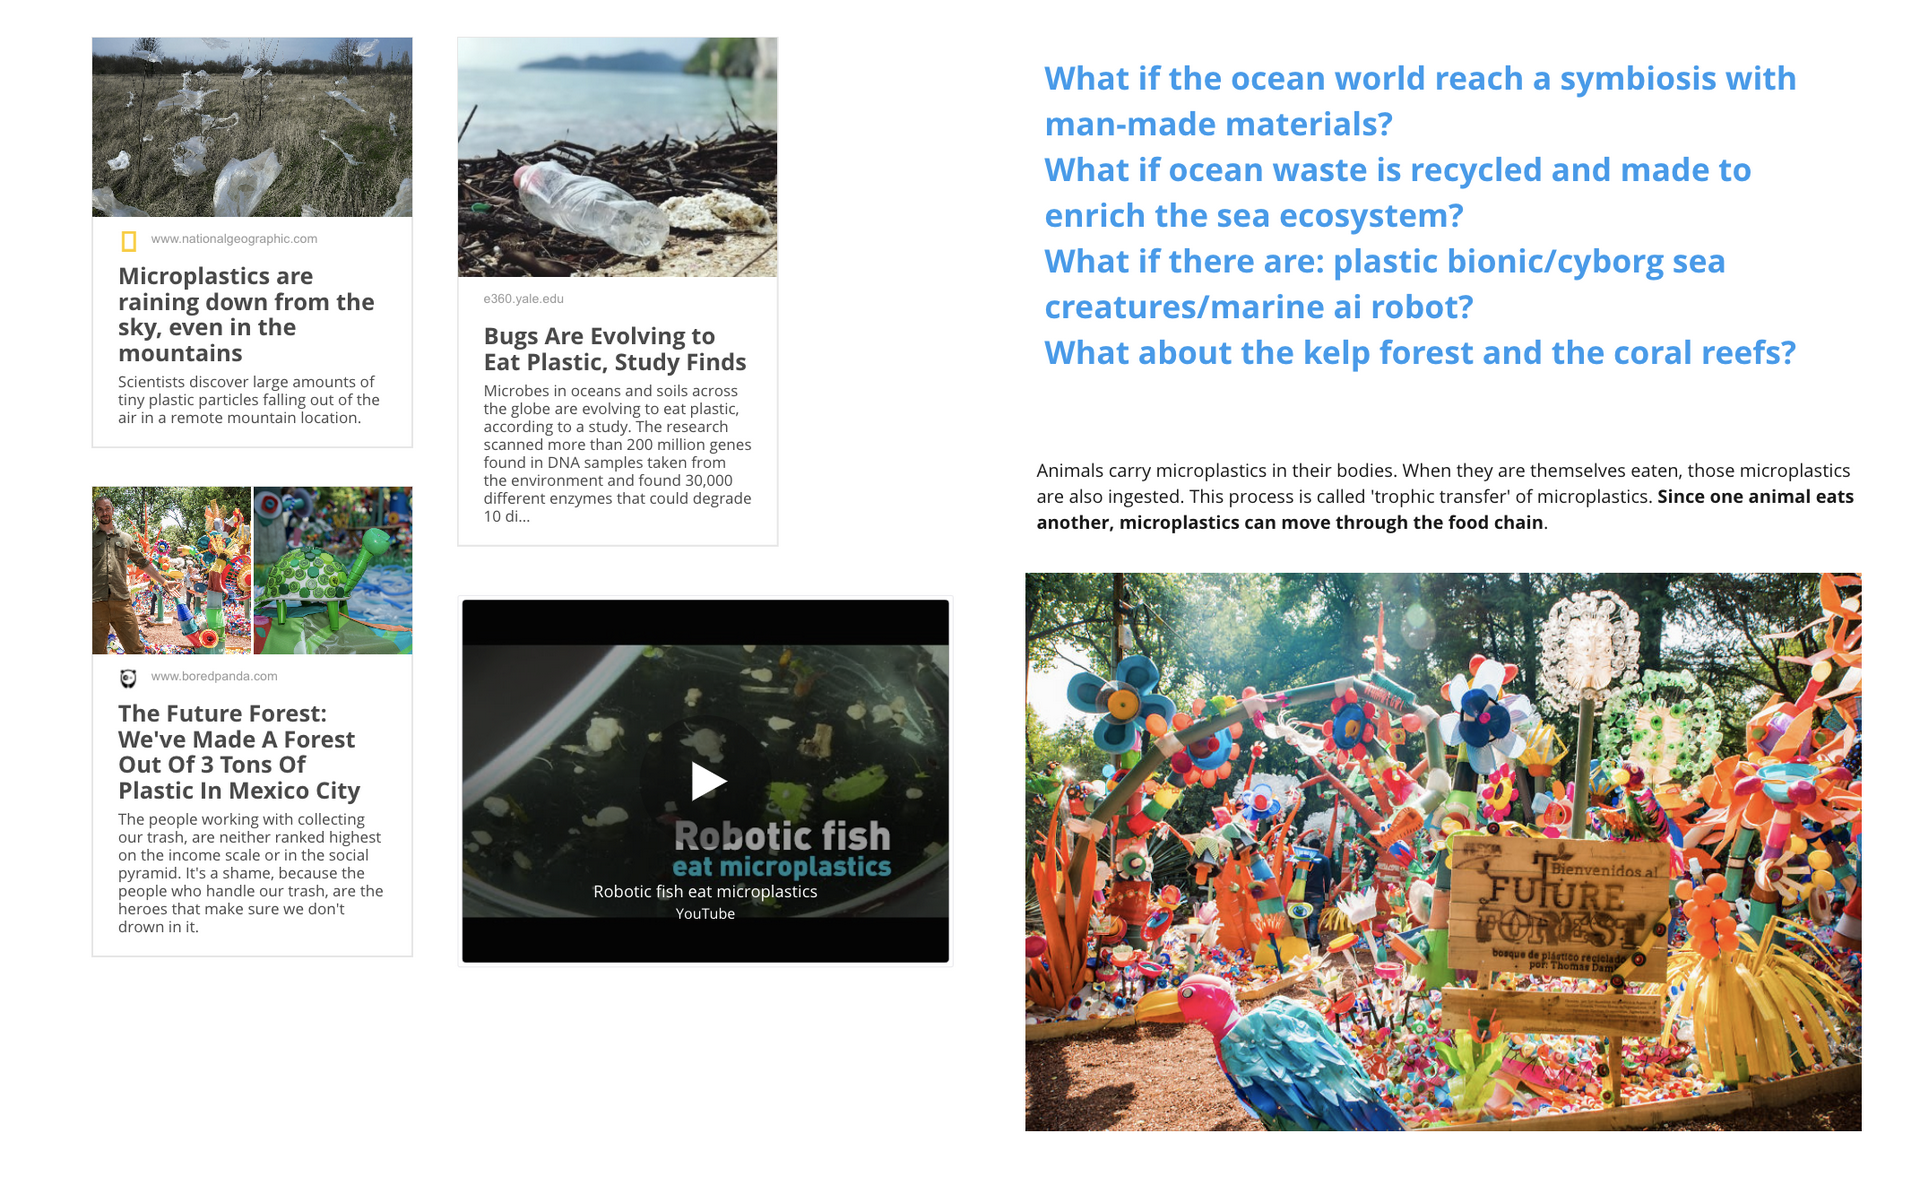 www.nationalgeographic.com
Microplastics are
raining down from the
sky, even in the
mountains
Scientists discover large amounts of
tiny plastic particles falling out of the
air in a remote mountain location.
www.boredpanda.com
The Future Forest:
We've Made A Forest
Out Of 3 Tons Of
Plastic In Mexico City
The people working with collecting
our trash, are neither ranked highest
on the income scale or in the social
pyramid. It's a shame, because the
people who handle our trash, are the
heroes that make sure we don't
drown in it.
e360.yale.edu
Bugs Are Evolving to
Eat Plastic, Study Finds
Microbes in oceans and soils across
the globe are evolving to eat plastic,
according to a study. The research
scanned more than 200 million genes
found in DNA samples taken from
the environment and found 30,000
different enzymes that could degrade
10 di...
Robotic fish
eat microplastics
Robotic fish eat microplastics
YouTube
What if the ocean world reach a symbiosis with
man-made materials?
What if ocean waste is recycled and made to
enrich the sea ecosystem?
What if there are: plastic bionic/cyborg sea
creatures/marine ai robot?
What about the kelp forest and the coral reefs?
Animals carry microplastics in their bodies. When they are themselves eaten, those microplastics
are also ingested. This process is called 'trophic transfer' of microplastics. Since one animal eats
another, microplastics can move through the food chain.
Bienvenidos al
FUTURE
FOREST
bosque de plástico reciclado
por: Thomas Dam